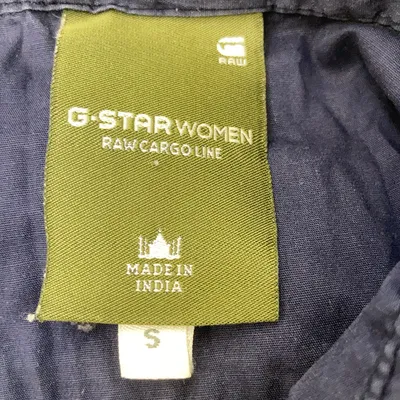 RAW
G-STAR WOMEN
RAW CARGO LINE
MADE IN
INDIA
S